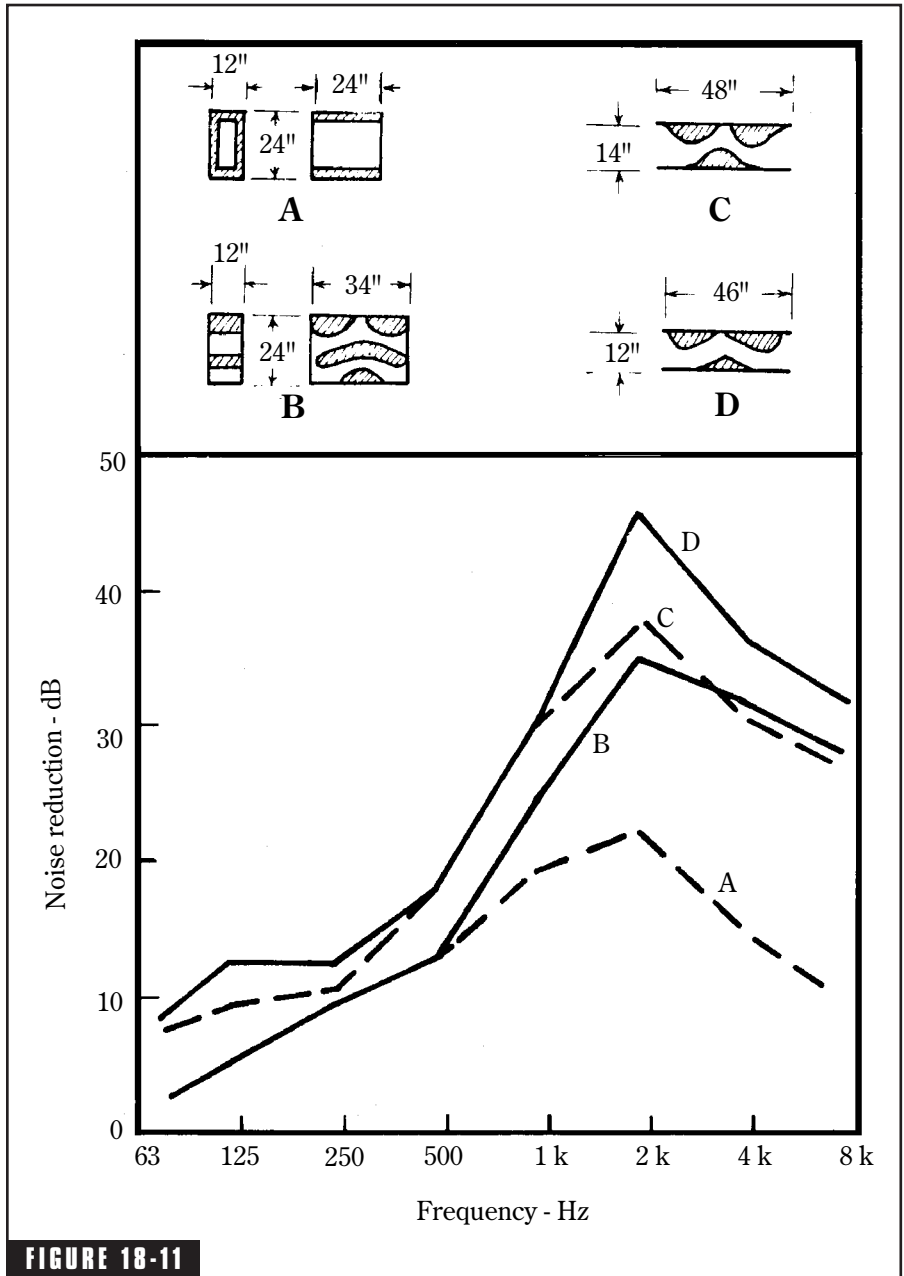 12"
24"
24"
A
48"
14"
C
12"
34"
24"
B
46"
12"
D
50
40
30
20
10
0
Noise reduction - dB
D
C
B
A
63 125 250 500 1 k 2 k 4 k 8 k
Frequency - Hz
FIGURE 18-11